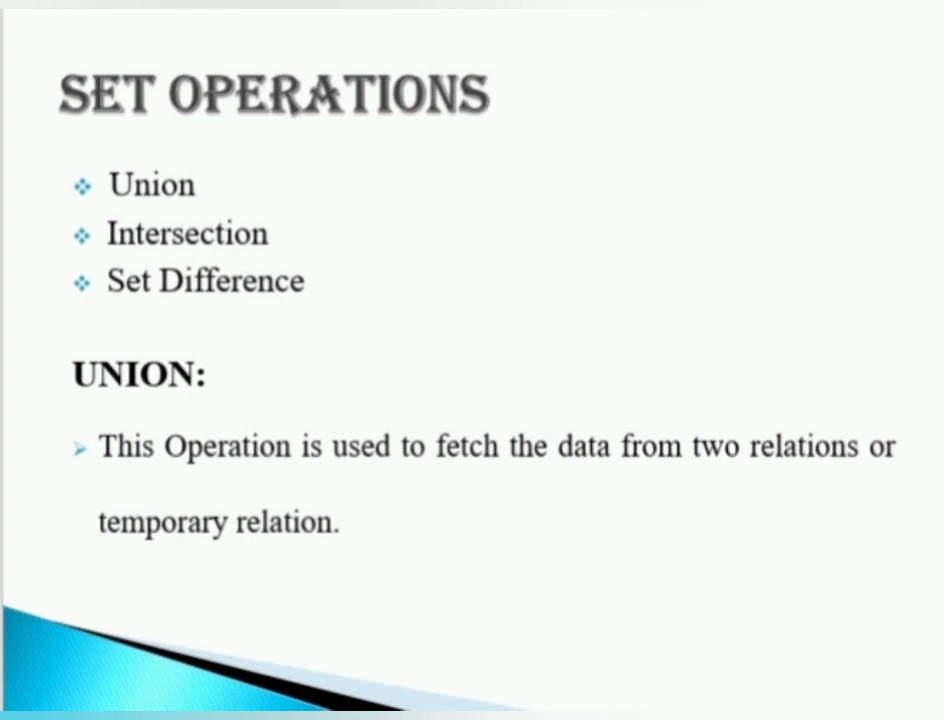 SET OPERATIONS
Union
Intersection
Set Difference
UNION:
This Operation is used to fetch the data from two relations or
temporary relation.